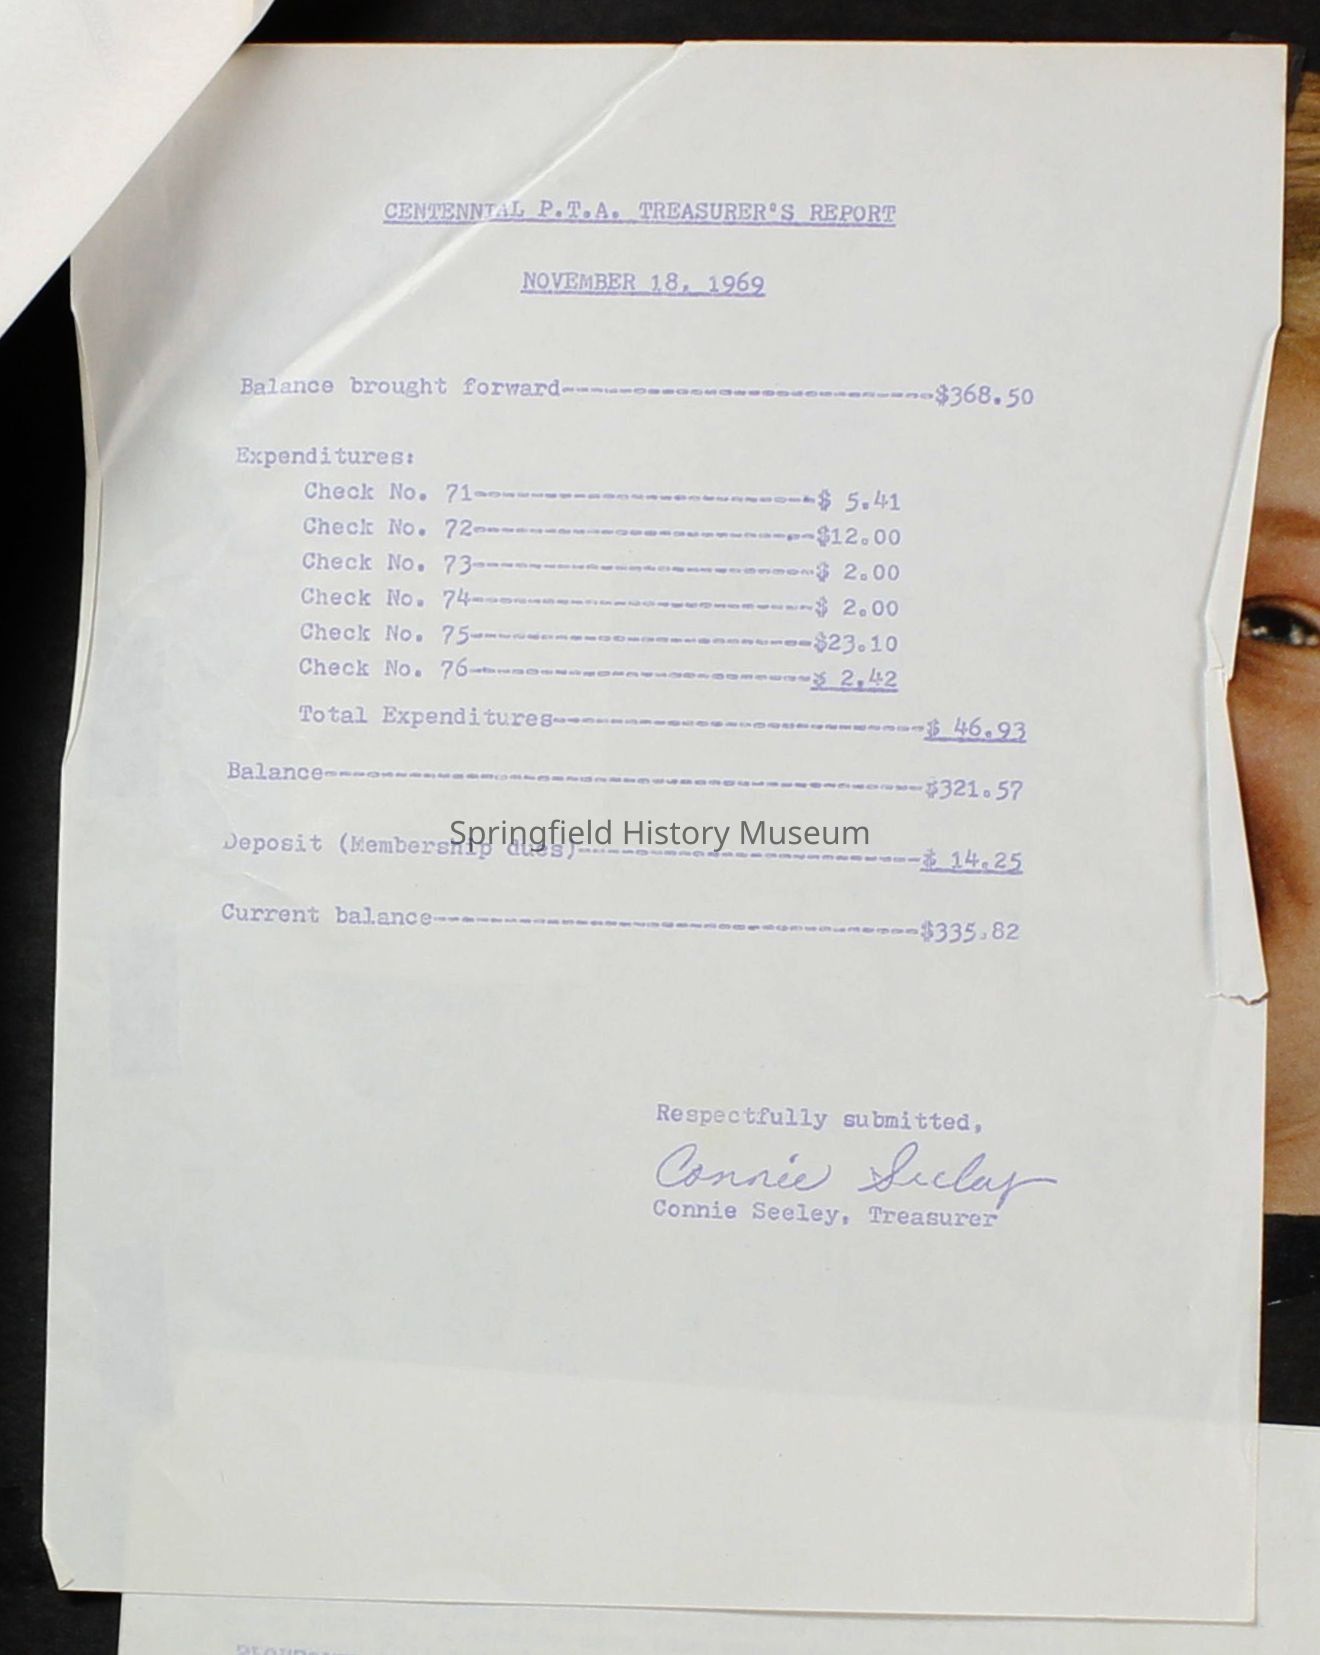 CENTENNIAL P.T.A. TREASURER'S REPORT
NOVEMBER 18, 1969
Balance brought forward---------------------------$368.50
Expenditures:
Check No. 71------------------------$ 5.41
Check No. 72------------------------$12.00
Check No. 73------------------------$ 2.00
Check No. 74------------------------$ 2.00
Check No. 75------------------------$23.10
Check No. 76------------------------$ 2.42
Total Expenditures--------------------------$ 46.93
Balance------------------------------------------$321.57
Springfield History Museum
Deposit (Membership dues)------------------------$ 14.25
Current balance----------------------------------$335.82
Respectfully submitted,
Connie Seeley
Connie Seeley, Treasurer